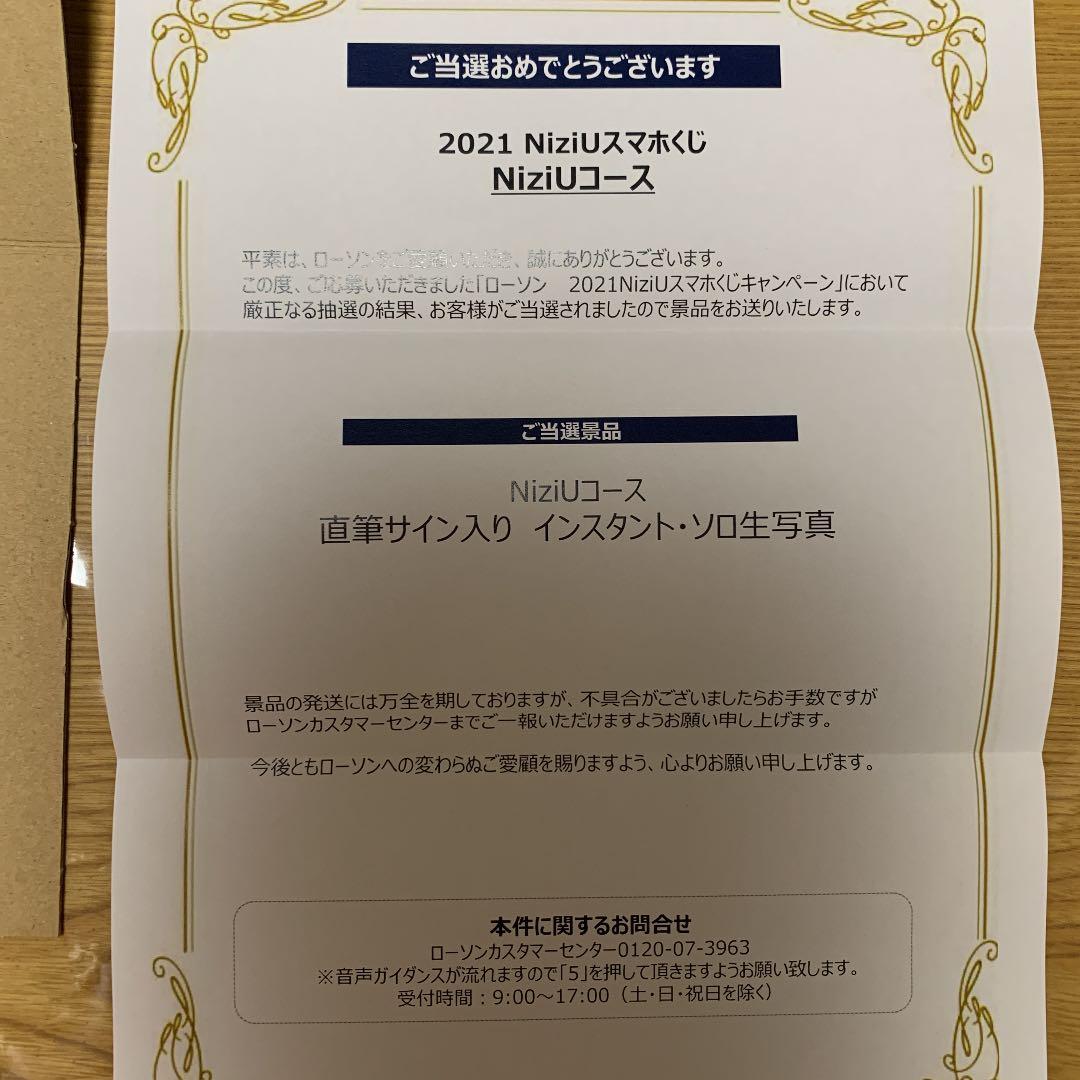 ご当選おめでとうございます
2021 NiziUスマホくじ
NiziUコース
平素は、ローソンをご愛顧いただき、誠にありがとうございます。
この度、ご応募いただきました「ローソン　2021NiziUスマホくじキャンペーン」において
厳正なる抽選の結果、お客様がご当選されましたので景品をお送りいたします。
ご当選景品
NiziUコース
直筆サイン入り インスタント・ソロ生写真
景品の発送には万全を期しておりますが、不具合がございましたらお手数ですが
ローソンカスタマーセンターまでご一報いただけますようお願い申し上げます。
今後ともローソンへの変わらぬご愛顧を賜りますよう、心よりお願い申し上げます。
本件に関するお問合せ
ローソンカスタマーセンター0120-07-3963
※音声ガイダンスが流れますので「5」を押して頂きますようお願い致します。
受付時間：9:00～17:00（土・日・祝日を除く）